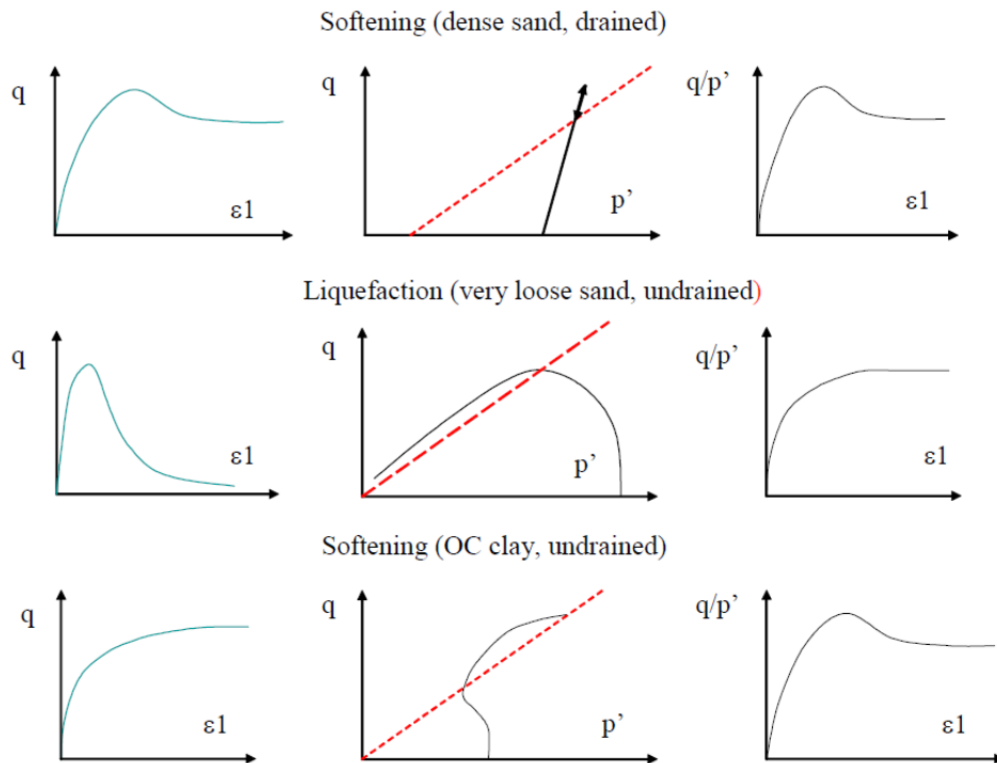 Softening (dense sand, drained)
q
ε1
q
p’
q/p’
ε1
Liquefaction (very loose sand, undrained)
q
ε1
q
p’
q/p’
ε1
Softening (OC clay, undrained)
q
ε1
q
p’
q/p’
ε1